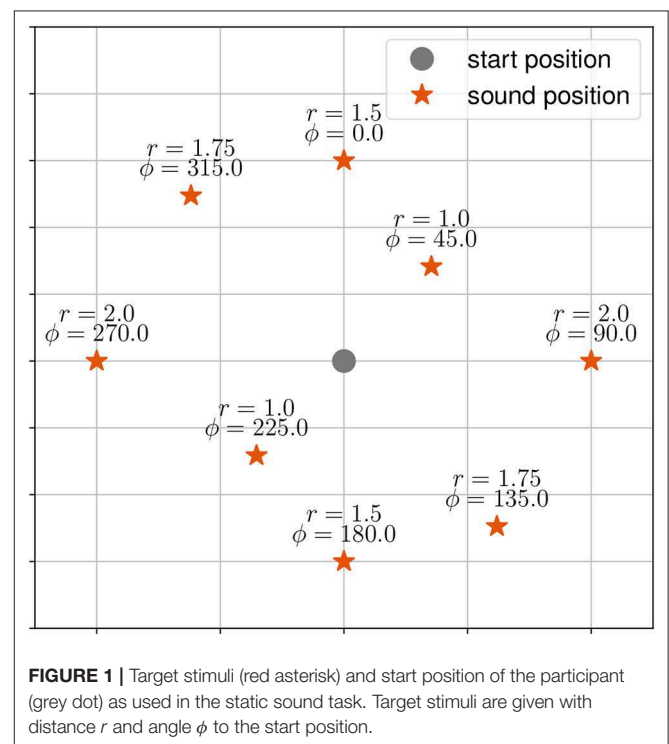 start position
sound position
r = 1.5
ϕ = 0.0
r = 1.75
ϕ = 315.0
r = 1.0
ϕ = 45.0
r = 2.0
ϕ = 270.0
r = 2.0
ϕ = 90.0
r = 1.0
ϕ = 225.0
r = 1.75
ϕ = 135.0
r = 1.5
ϕ = 180.0
FIGURE 1 | Target stimuli (red asterisk) and start position of the participant
(grey dot) as used in the static sound task. Target stimuli are given with
distance r and angle ϕ to the start position.